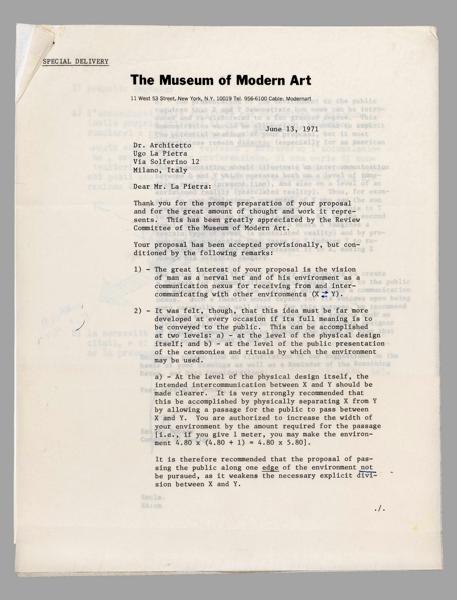 SPECIAL DELIVERY
The Museum of Modern Art
11 West 53 Street, New York, N.Y. 10019 Tel. 956-6100 Cable: Modernart
June 13, 1971
Dr. Architetto
Ugo La Pietra
Via Solferino 12
Milano, Italy
Dear Mr. La Pietra:
Thank you for the prompt preparation of your proposal
and for the great amount of thought and work it repre-
sents. This has been greatly appreciated by the Review
Committee of the Museum of Modern Art.
Your proposal has been accepted provisionally, but con-
ditioned by the following remarks:
1) - The great interest of your proposal is the vision
of man as a nerval net and of his environment as a
communication nexus for receiving from and inter-
communicating with other environments (X ⇄ Y).
2) - It was felt, though, that this idea must be far more
developed at every occasion if its full meaning is to
be conveyed to the public. This can be accomplished
at two levels: a) - at the level of the physical design
itself; and b) - at the level of the public presentation
of the ceremonies and rituals by which the environment
may be used.
a) - At the level of the physical design itself, the
intended intercommunication between X and Y should be
made clearer. It is very strongly recommended that
this be accomplished by physically separating X from Y
by allowing a passage for the public to pass between
X and Y. You are authorized to increase the width of
your environment by the amount required for the passage
[i.e., if you give 1 meter, you may make the environ-
ment 4.80 x (4.80 + 1) = 4.80 x 5.80].
It is therefore recommended that the proposal of pas-
sing the public along one edge of the environment not
be pursued, as it weakens the necessary explicit divi-
sion between X and Y.
./.